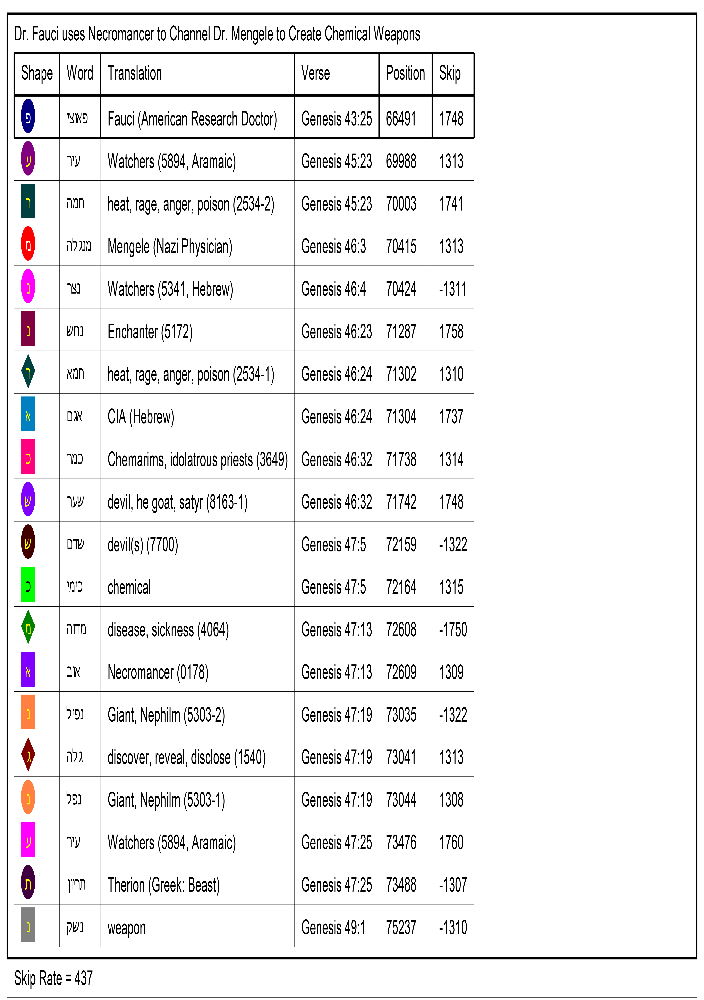 Dr. Fauci uses Necromancer to Channel Dr. Mengele to Create Chemical Weapons
Shape Word Translation Verse Position Skip
פ פאוצי Fauci (American Research Doctor) Genesis 43:25 66491 1748
ע עיר Watchers (5894, Aramaic) Genesis 45:23 69988 1313
ח חמה heat, rage, anger, poison (2534-2) Genesis 45:23 70003 1741
מ מנגלה Mengele (Nazi Physician) Genesis 46:3 70415 1313
נ נצר Watchers (5341, Hebrew) Genesis 46:4 70424 -1311
נ נחש Enchanter (5172) Genesis 46:23 71287 1758
ח חמא heat, rage, anger, poison (2534-1) Genesis 46:24 71302 1310
א אגם CIA (Hebrew) Genesis 46:24 71304 1737
כ כמר Chemarims, idolatrous priests (3649) Genesis 46:32 71738 1314
ש שער devil, he goat, satyr (8163-1) Genesis 46:32 71742 1748
ש שדם devil(s) (7700) Genesis 47:5 72159 -1322
כ כימי chemical Genesis 47:5 72164 1315
מ מדוה disease, sickness (4064) Genesis 47:13 72608 -1750
א אוב Necromancer (0178) Genesis 47:13 72609 1309
נ נפיל Giant, Nephilm (5303-2) Genesis 47:19 73035 -1322
ג גלה discover, reveal, disclose (1540) Genesis 47:19 73041 1313
נ נפל Giant, Nephilm (5303-1) Genesis 47:19 73044 1308
ע עיר Watchers (5894, Aramaic) Genesis 47:25 73476 1760
ת תריון Therion (Greek: Beast) Genesis 47:25 73488 -1307
נ נשק weapon Genesis 49:1 75237 -1310
Skip Rate = 437